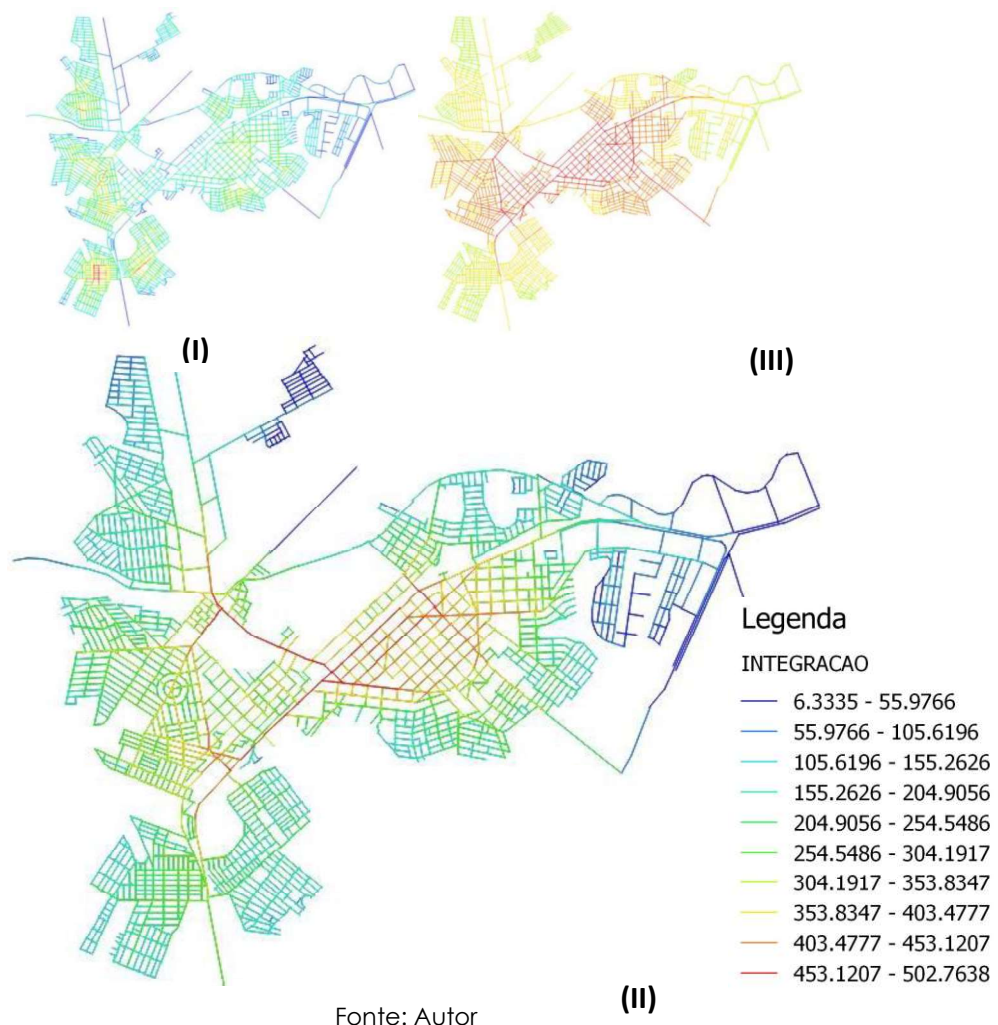 (I)
(III)
Legenda
INTEGRACAO
6.3335 - 55.9766
55.9766 - 105.6196
105.6196 - 155.2626
155.2626 - 204.9056
204.9056 - 254.5486
254.5486 - 304.1917
304.1917 - 353.8347
353.8347 - 403.4777
403.4777 - 453.1207
453.1207 - 502.7638
(II)
Fonte: Autor